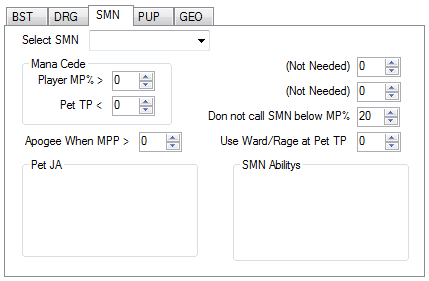 BST DRG SMN PUP GEO
Select SMN
Mana Cede
Player MP% > 0
Pet TP < 0
(Not Needed) 0
(Not Needed) 0
Don not call SMN below MP% 20
Apogee When MPP > 0
Use Ward/Rage at Pet TP 0
Pet JA
SMN Abilitys